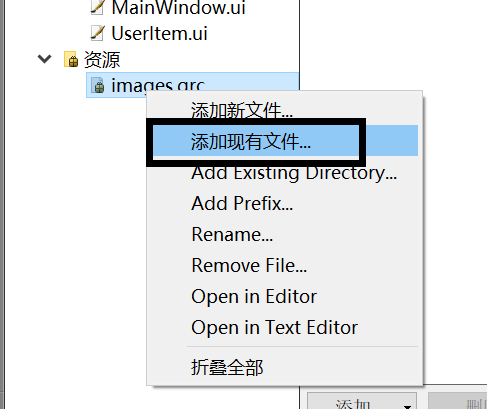 MainWindow.ui
UserItem.ui
资源
images.qrc
添加新文件...
添加现有文件...
Add Existing Directory...
Add Prefix...
Rename...
Remove File...
Open in Editor
Open in Text Editor
折叠全部
添加